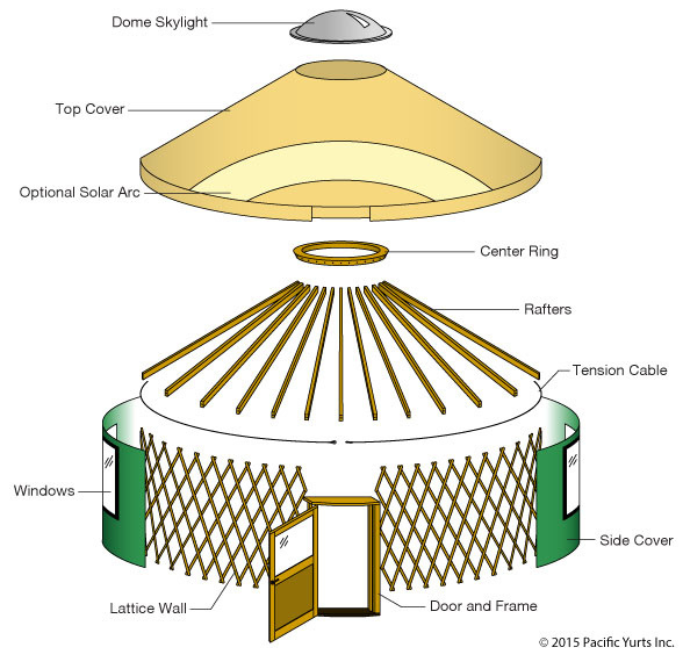 Dome Skylight
Top Cover
Optional Solar Arc
Center Ring
Rafters
Tension Cable
Windows
Side Cover
Lattice Wall
Door and Frame
© 2015 Pacific Yurts Inc.